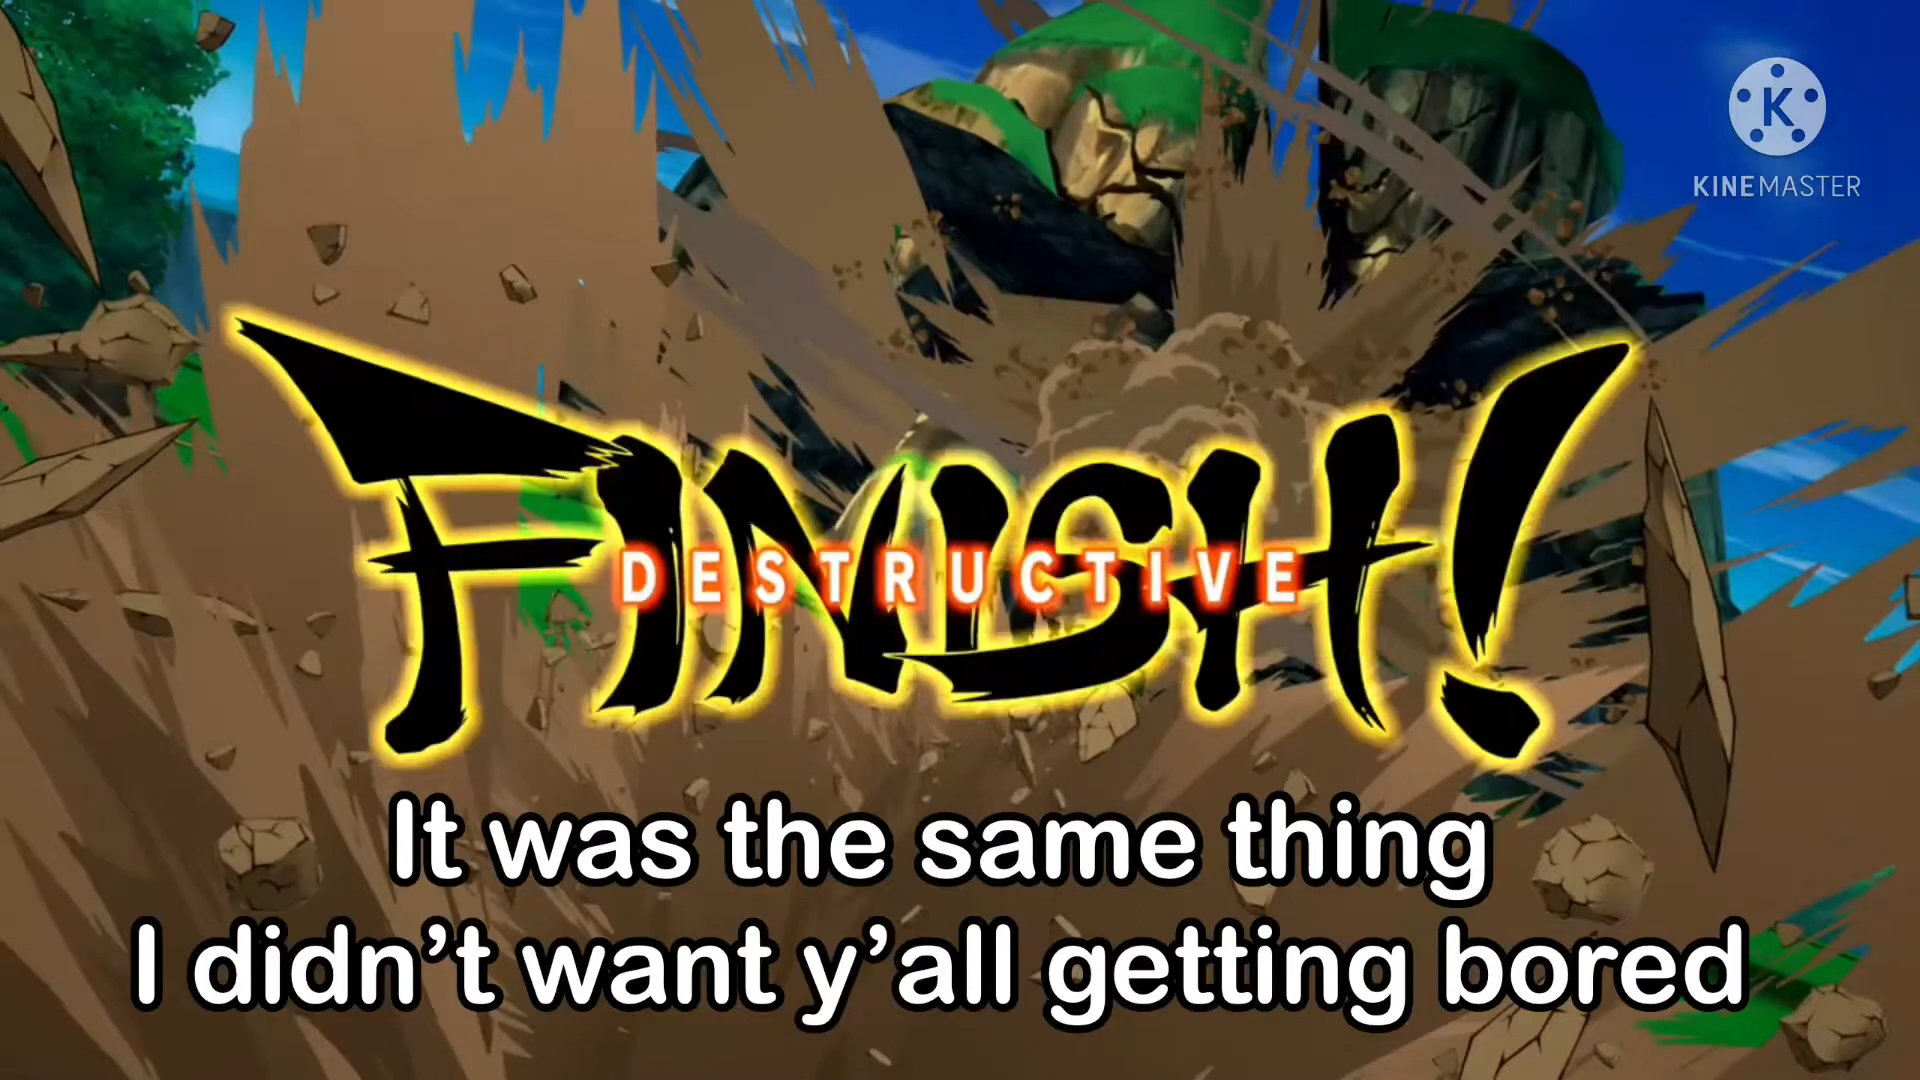 K
KINEMASTER
FINISH!
DESTRUCTIVE
It was the same thing
I didn’t want y’all getting bored